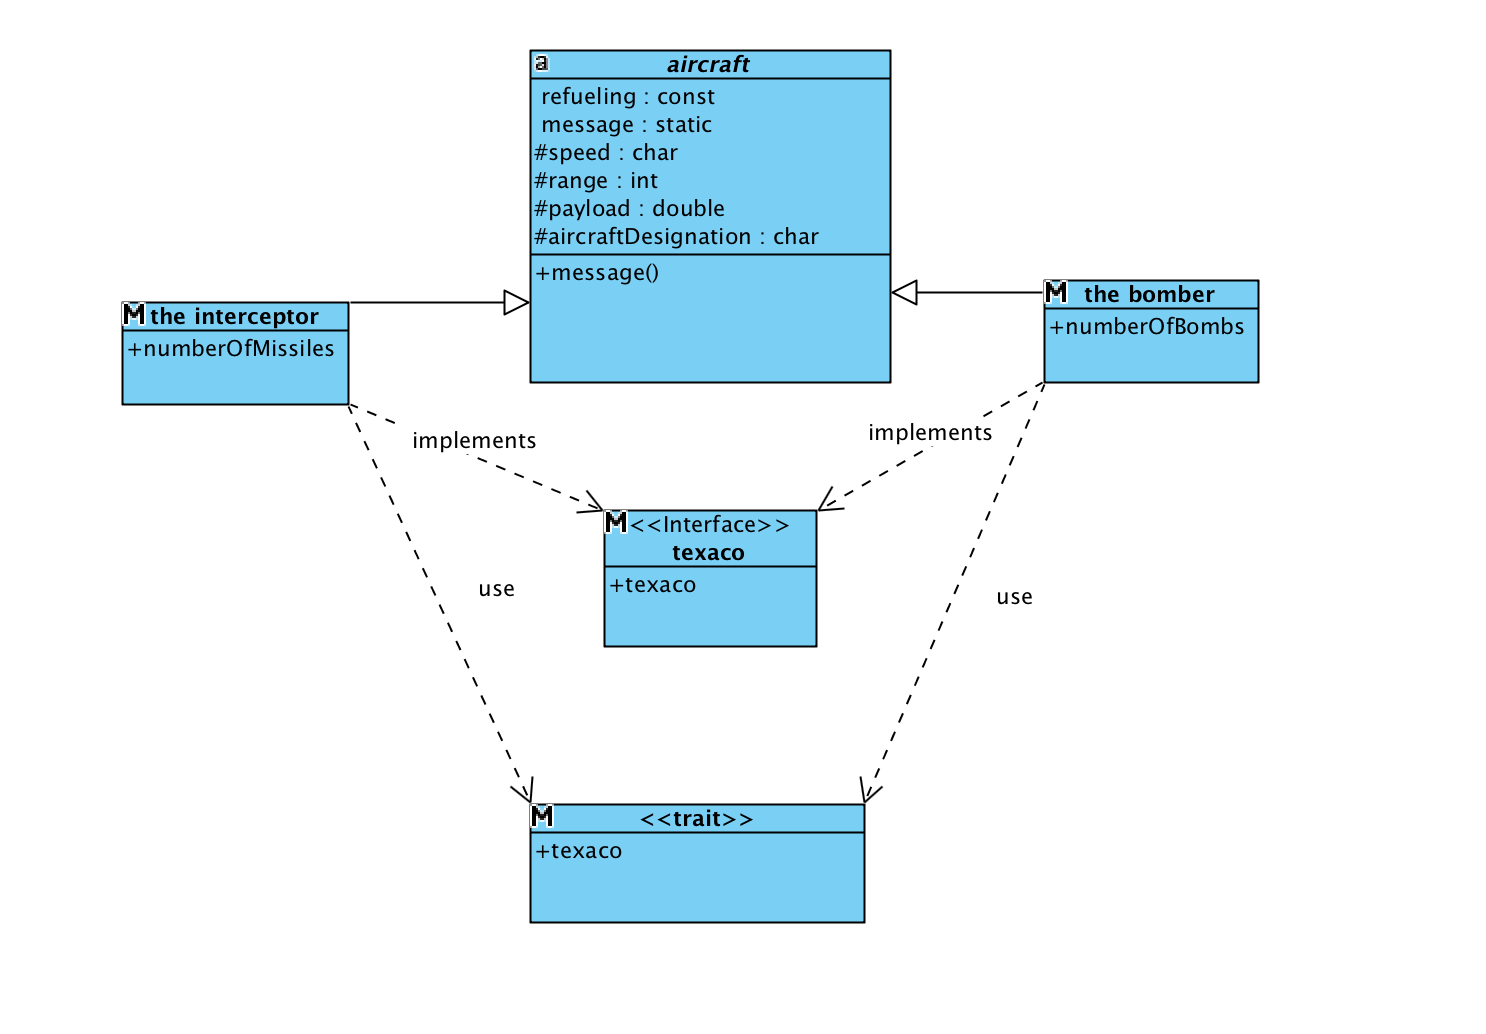 a
aircraft
refueling : const
message : static
#speed : char
#range : int
#payload : double
#aircraftDesignation : char
+message()
M the interceptor
+numberOfMissiles
M the bomber
+numberOfBombs
implements
implements
M <<Interface>>
texaco
+texaco
use
use
M <<trait>>
+texaco